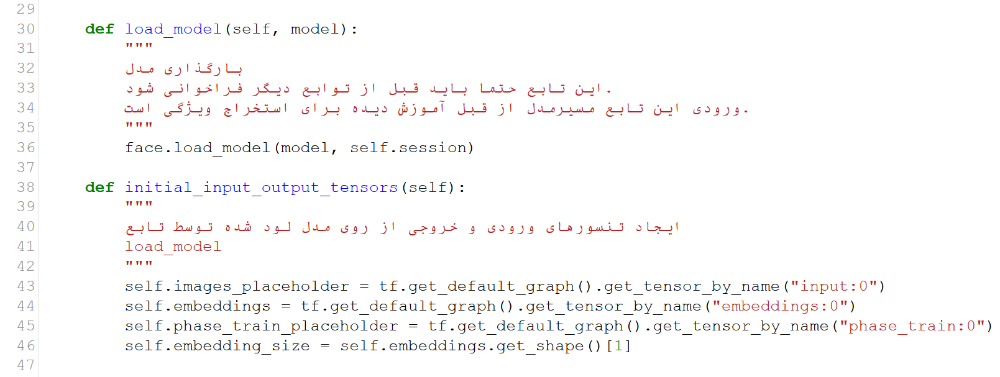 29
30 def load_model(self, model):
31 """
32 بارگذاری مدل
33 این تابع حتما باید قبل از توابع دیگر فراخوانی شود.
34 ورودی این تابع مسیرمدل از قبل آموزش دیده برای استخراج ویژگی است.
35 """
36 face.load_model(model, self.session)
37
38 def initial_input_output_tensors(self):
39 """
40 ایجاد تنسورهای ورودی و خروجی از روی مدل لود شده توسط تابع
41 load_model
42 """
43 self.images_placeholder = tf.get_default_graph().get_tensor_by_name("input:0")
44 self.embeddings = tf.get_default_graph().get_tensor_by_name("embeddings:0")
45 self.phase_train_placeholder = tf.get_default_graph().get_tensor_by_name("phase_train:0")
46 self.embedding_size = self.embeddings.get_shape()[1]
47